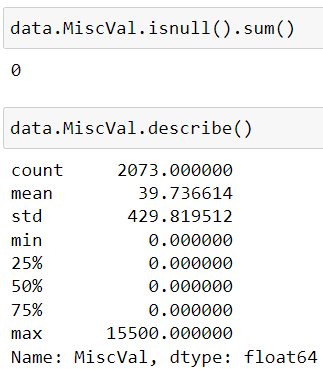 data.MiscVal.isnull().sum()
0
data.MiscVal.describe()
count 2073.000000
mean 39.736614
std 429.819512
min 0.000000
25% 0.000000
50% 0.000000
75% 0.000000
max 15500.000000
Name: MiscVal, dtype: float64